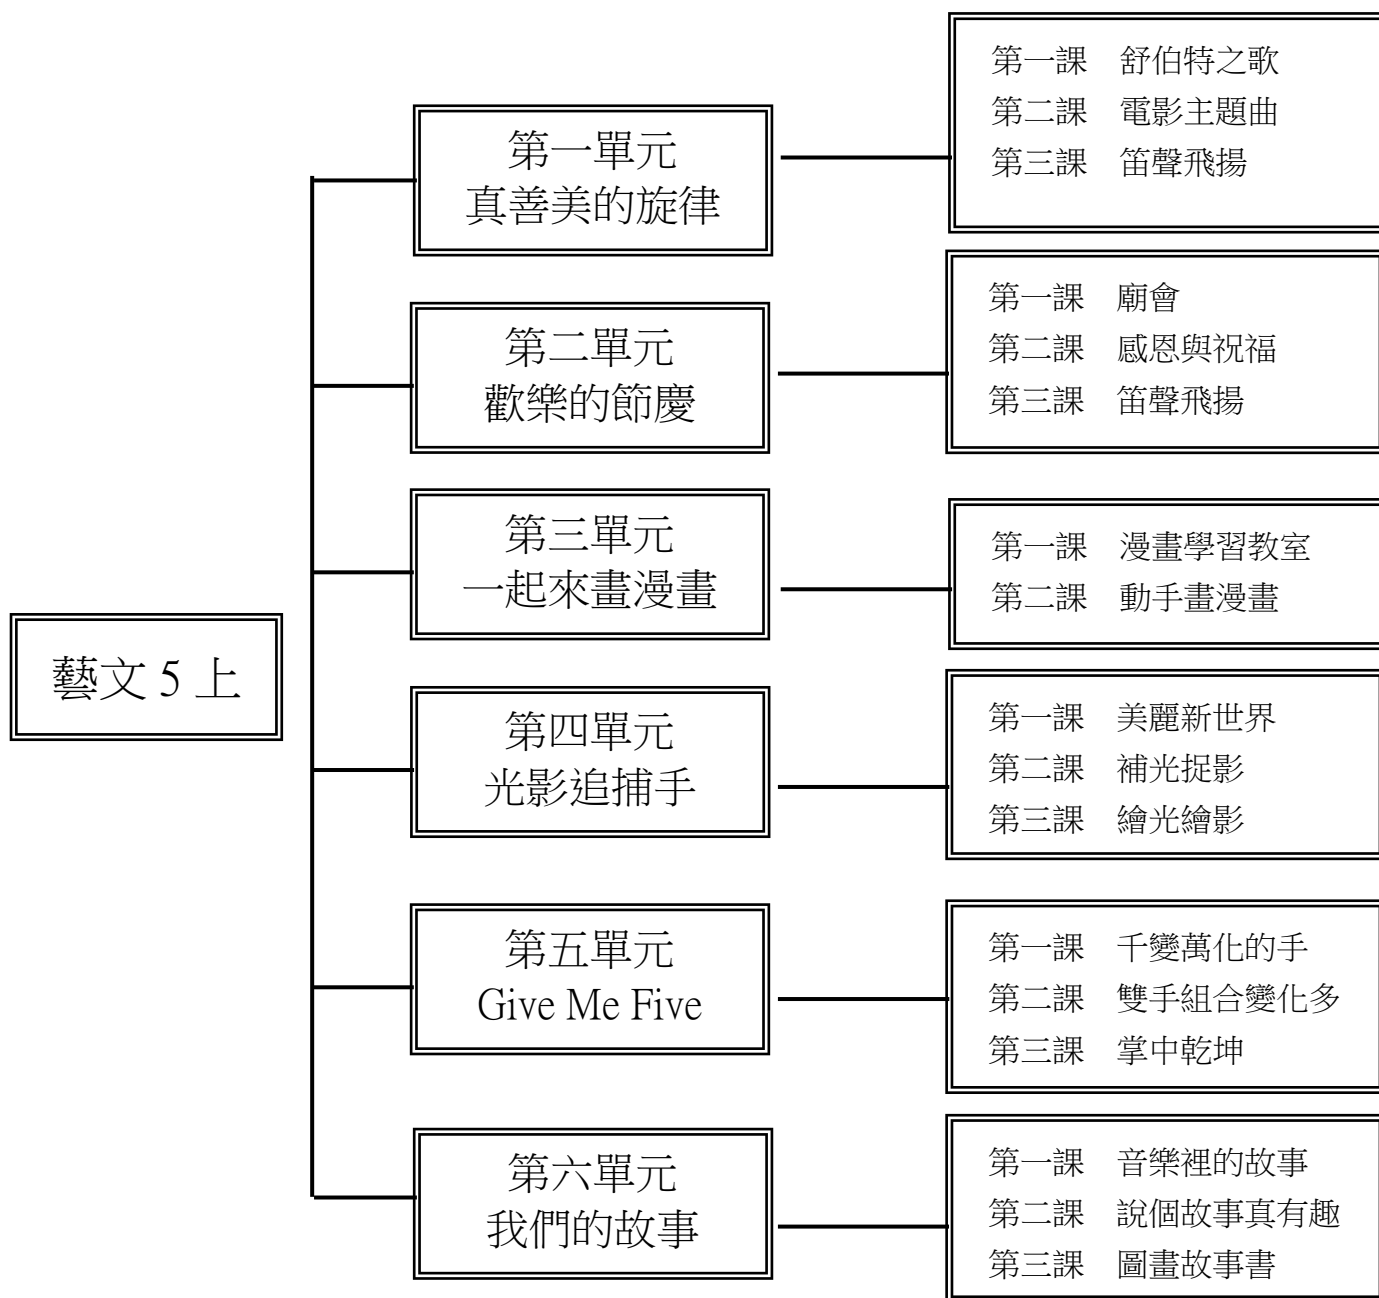 藝文 5 上
第一單元
真善美的旋律
第一課　舒伯特之歌
第二課　電影主題曲
第三課　笛聲飛揚
第二單元
歡樂的節慶
第一課　廟會
第二課　感恩與祝福
第三課　笛聲飛揚
第三單元
一起來畫漫畫
第一課　漫畫學習教室
第二課　動手畫漫畫
第四單元
光影追捕手
第一課　美麗新世界
第二課　補光捉影
第三課　繪光繪影
第五單元
Give Me Five
第一課　千變萬化的手
第二課　雙手組合變化多
第三課　掌中乾坤
第六單元
我們的故事
第一課　音樂裡的故事
第二課　說個故事真有趣
第三課　圖畫故事書